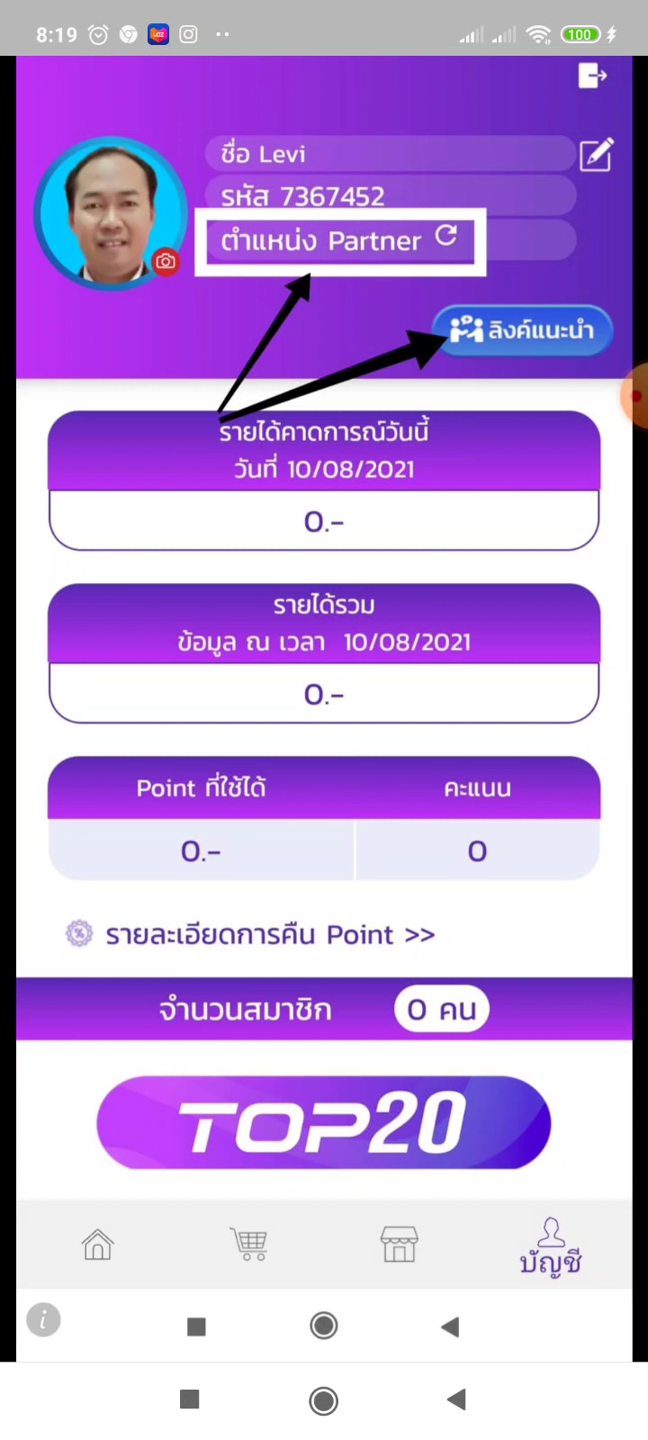 8:19
100
ชื่อ Levi
รหัส 7367452
ตำแหน่ง Partner
ลิงค์แนะนำ
รายได้คาดการณ์วันนี้
วันที่ 10/08/2021
0.-
รายได้รวม
ข้อมูล ณ เวลา 10/08/2021
0.-
Point ที่ใช้ได้ คะแนน
0.- 0
รายละเอียดการคืน Point >>
จำนวนสมาชิก 0 คน
TOP20
บัญชี